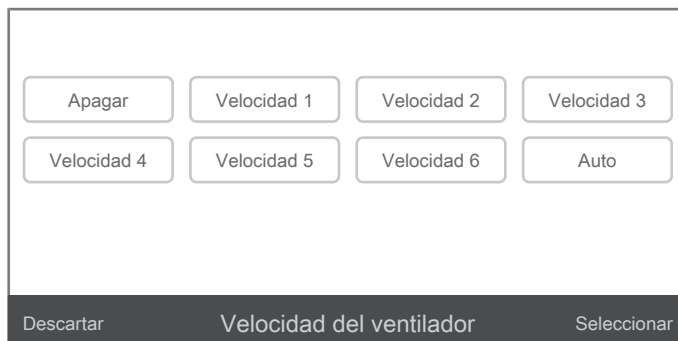 Apagar Velocidad 1 Velocidad 2 Velocidad 3
Velocidad 4 Velocidad 5 Velocidad 6 Auto
Descartar Velocidad del ventilador Seleccionar